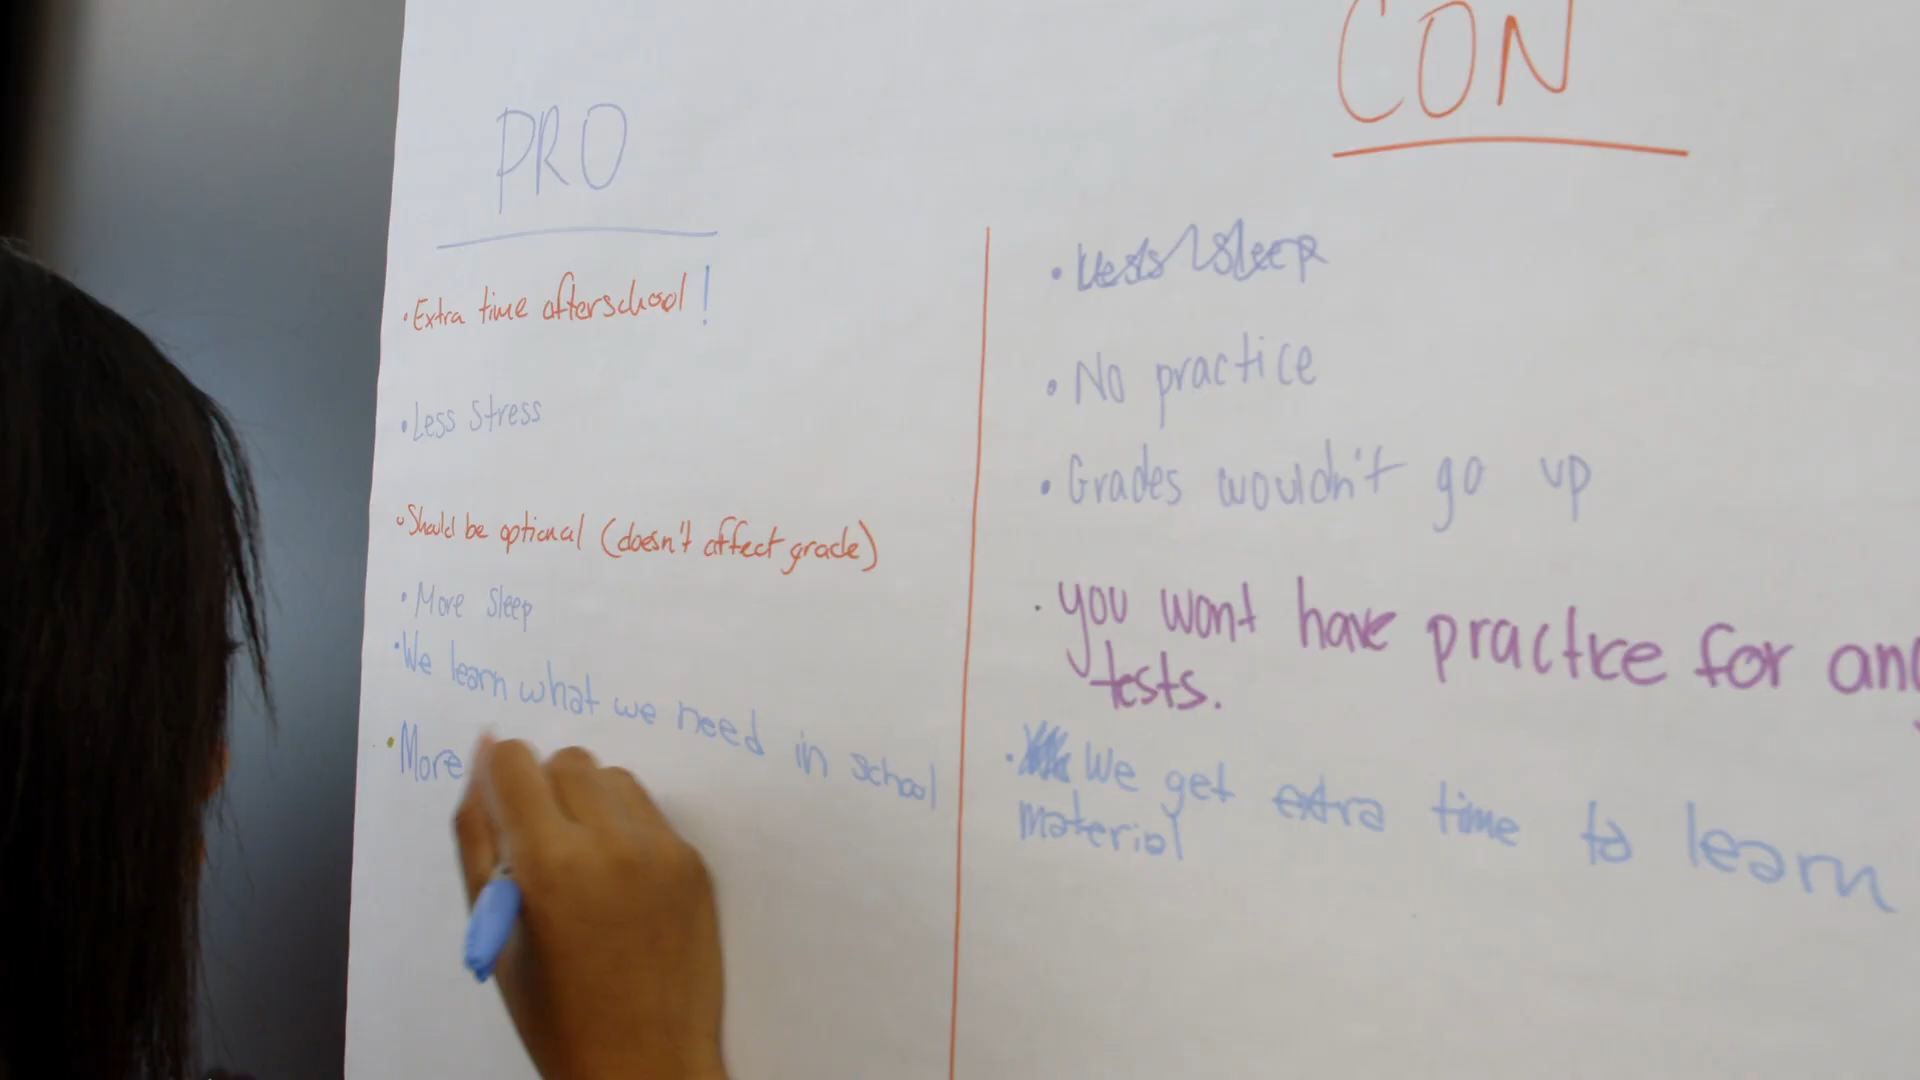 PRO
• Extra time afterschool!
• Less stress
• Should be optional (doesn't affect grade)
• More sleep
• We learn what we need in school
• More
CON
• sleep
• No practice
• Grades wouldn't go up
• you wont have practice for
tests.
• We get extra time to learn
material